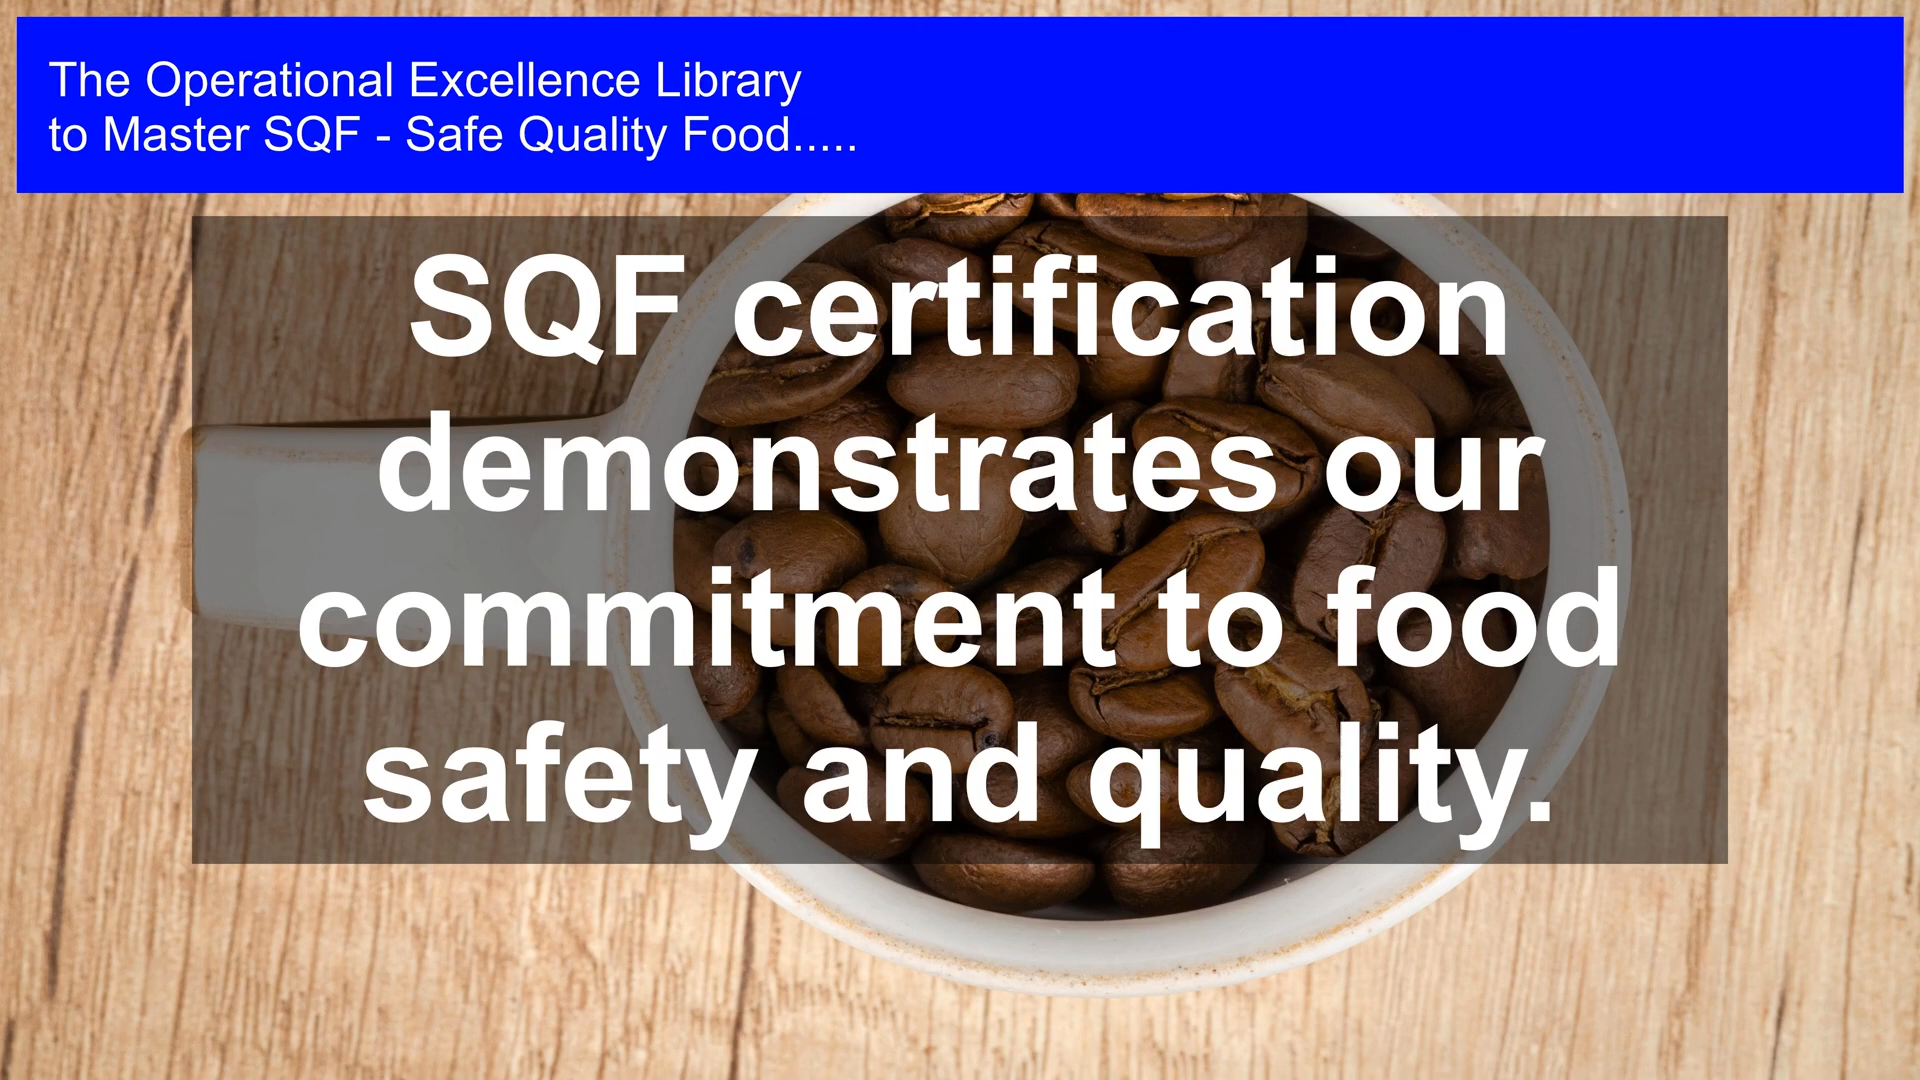 The Operational Excellence Library
to Master SQF - Safe Quality Food.....
SQF certification
demonstrates our
commitment to food
safety and quality.